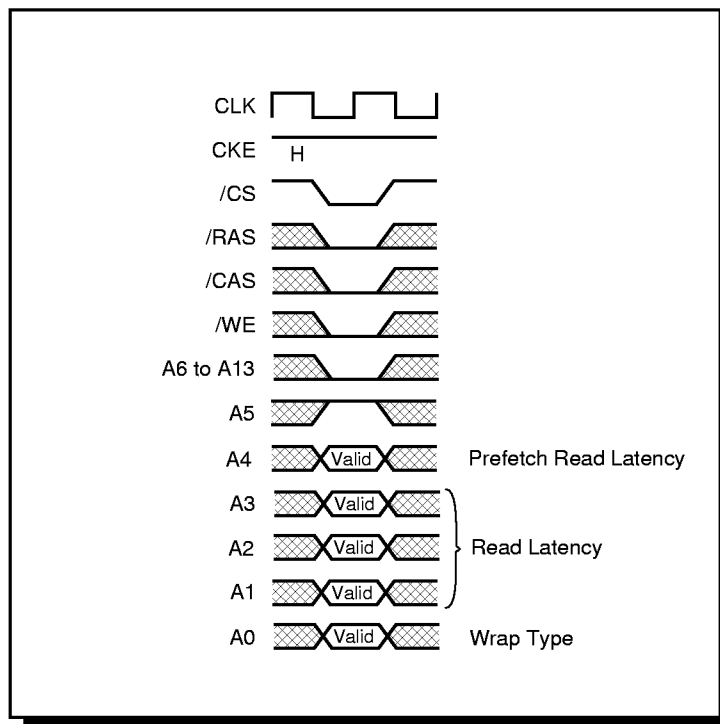 CLK
CKE H
/CS
/RAS
/CAS
/WE
A6 to A13
A5
A4 Valid Prefetch Read Latency
A3 Valid
A2 Valid Read Latency
A1 Valid
A0 Valid Wrap Type